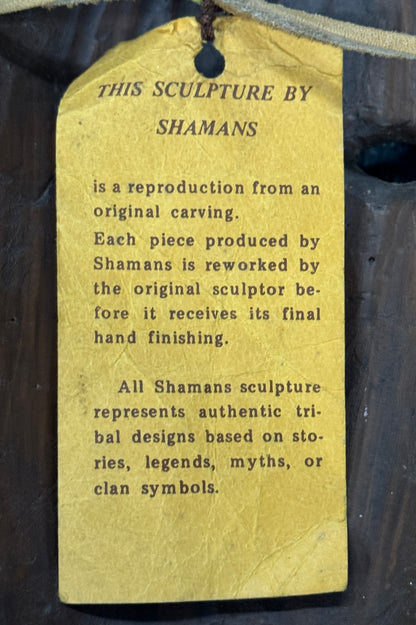 THIS SCULPTURE BY
SHAMANS
is a reproduction from an
original carving.
Each piece produced by
Shamans is reworked by
the original sculptor be-
fore it receives its final
hand finishing.
All Shamans sculpture
represents authentic tri-
bal designs based on sto-
ries, legends, myths, or
clan symbols.